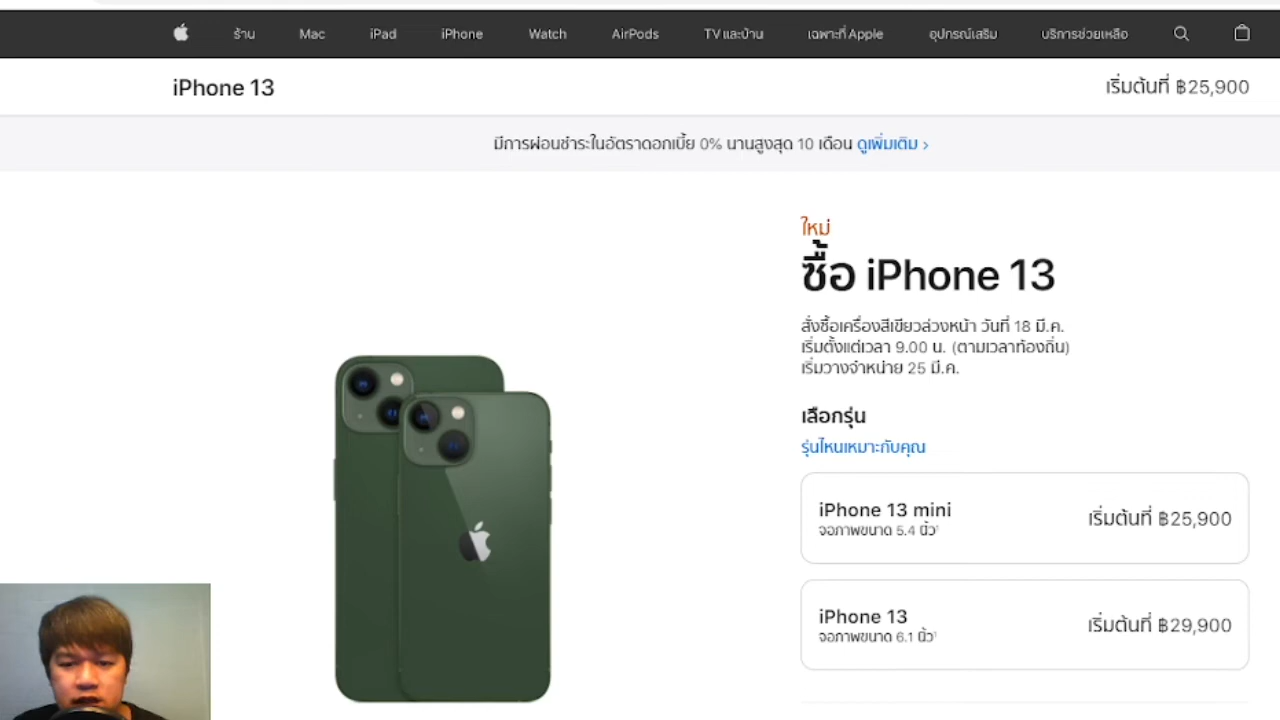 ร้าน Mac iPad iPhone Watch AirPods TV และบ้าน เฉพาะที่ Apple อุปกรณ์เสริม บริการช่วยเหลือ
iPhone 13 เริ่มต้นที่ ฿25,900
มีการผ่อนชำระในอัตราดอกเบี้ย 0% นานสูงสุด 10 เดือน ดูเพิ่มเติม >
ใหม่
ซื้อ iPhone 13
สั่งซื้อเครื่องสีเขียวล่วงหน้า วันที่ 18 มี.ค.
เริ่มตั้งแต่เวลา 9.00 น. (ตามเวลาท้องถิ่น)
เริ่มวางจำหน่าย 25 มี.ค.
เลือกรุ่น
รุ่นไหนเหมาะกับคุณ
iPhone 13 mini เริ่มต้นที่ ฿25,900
จอภาพขนาด 5.4 นิ้ว¹
iPhone 13 เริ่มต้นที่ ฿29,900
จอภาพขนาด 6.1 นิ้ว¹